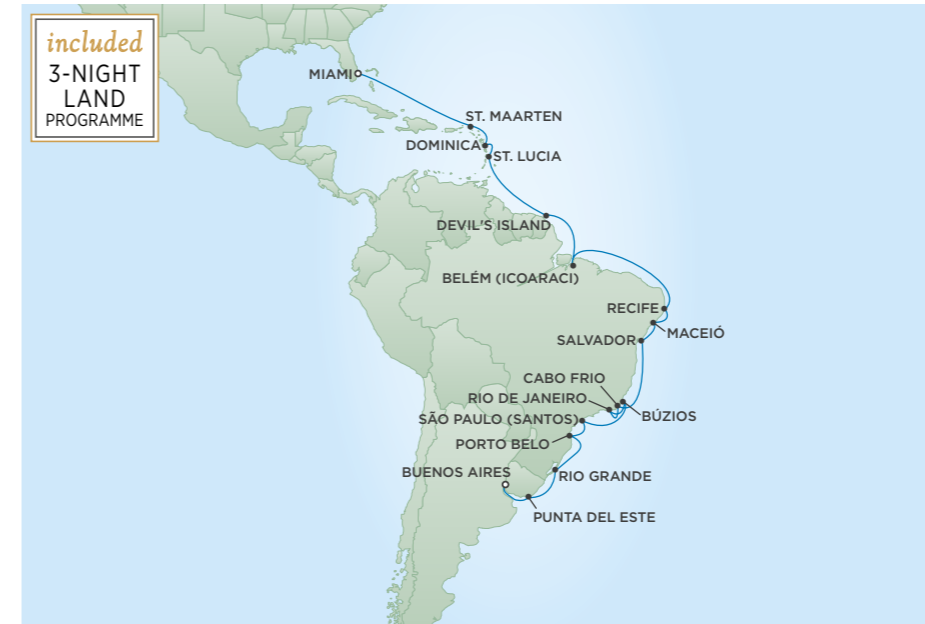 included
3-NIGHT
LAND
PROGRAMME
MIAMI
ST. MAARTEN
DOMINICA
ST. LUCIA
DEVIL'S ISLAND
BELÉM (ICOARACI)
RECIFE
MACEIÓ
SALVADOR
CABO FRIO
RIO DE JANEIRO
BÚZIOS
SÃO PAULO (SANTOS)
PORTO BELO
BUENOS AIRES
RIO GRANDE
PUNTA DEL ESTE